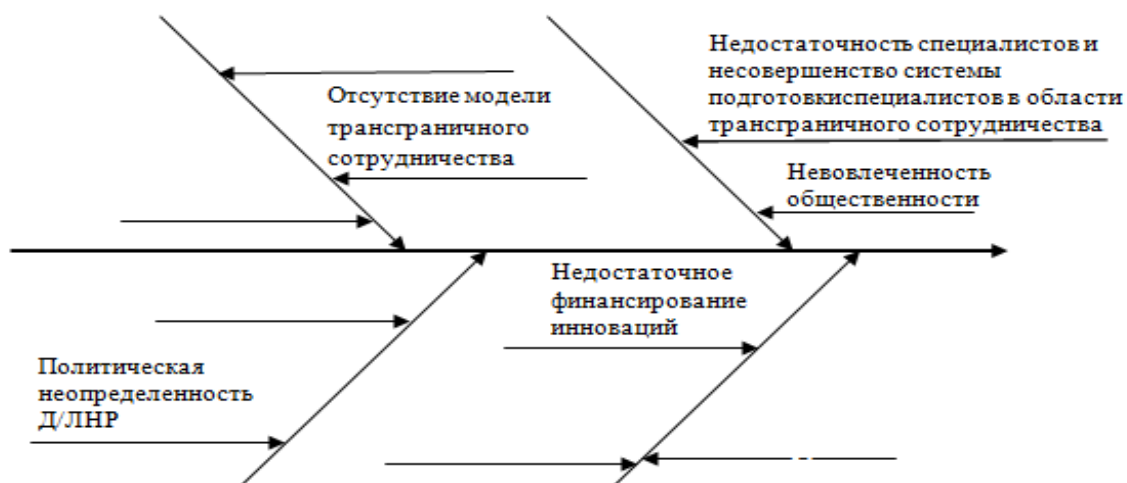 Отсутствие модели
трансграничного
сотрудничества
Недостаточность специалистов и
несовершенство системы
подготовкиспециалистов в области
трансграничного сотрудничества
Невовлеченность
общественности
Недостаточное
финансирование
инноваций
Политическая
неопределенность
Д/ЛНР